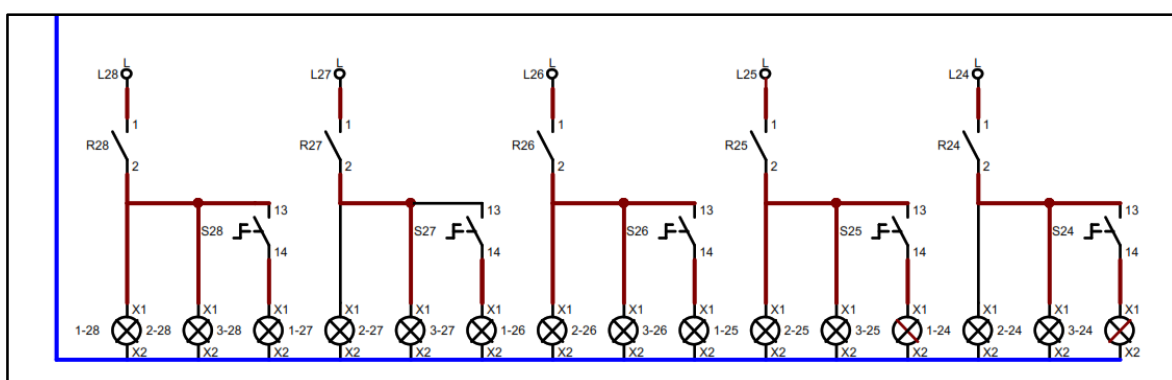 L L L L L
L28 L27 L26 L25 L24
1 1 1 1 1
R28 R27 R26 R25 R24
2 2 2 2 2
13 13 13 13 13
S28 S27 S26 S25 S24
14 14 14 14 14
X1 X1 X1 X1 X1 X1 X1 X1 X1 X1 X1 X1 X1 X1 X1
1-28 2-28 3-28 1-27 2-27 3-27 1-26 2-26 3-26 1-25 2-25 3-25 1-24 2-24 3-24
X2 X2 X2 X2 X2 X2 X2 X2 X2 X2 X2 X2 X2 X2 X2